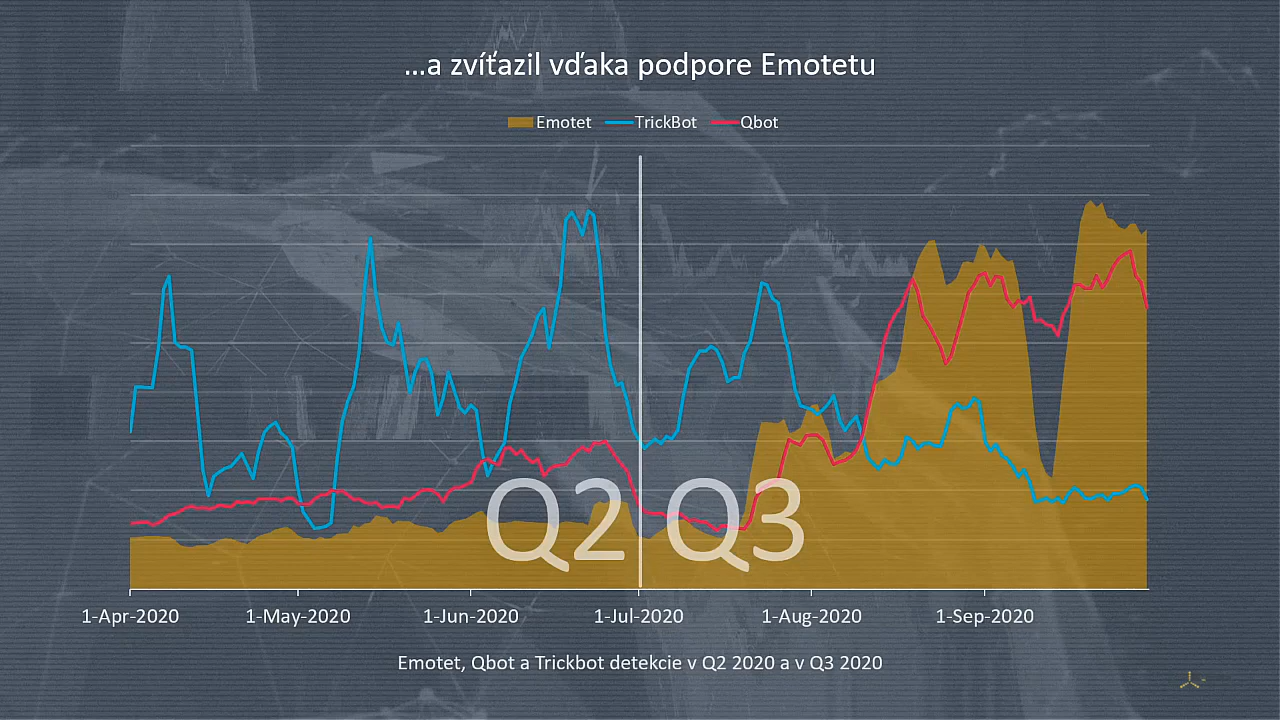 ...a zvíťazil vďaka podpore Emotetu
Emotet TrickBot Qbot
Q2 Q3
1-Apr-2020 1-May-2020 1-Jun-2020 1-Jul-2020 1-Aug-2020 1-Sep-2020
Emotet, Qbot a Trickbot detekcie v Q2 2020 a v Q3 2020